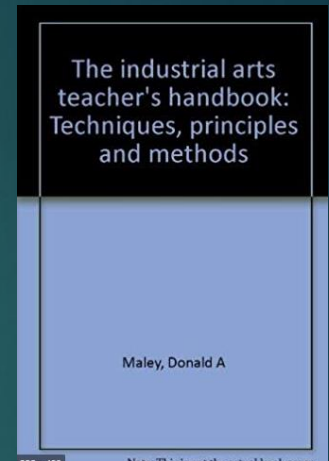 The industrial arts
teacher's handbook:
Techniques, principles
and methods
Maley, Donald A